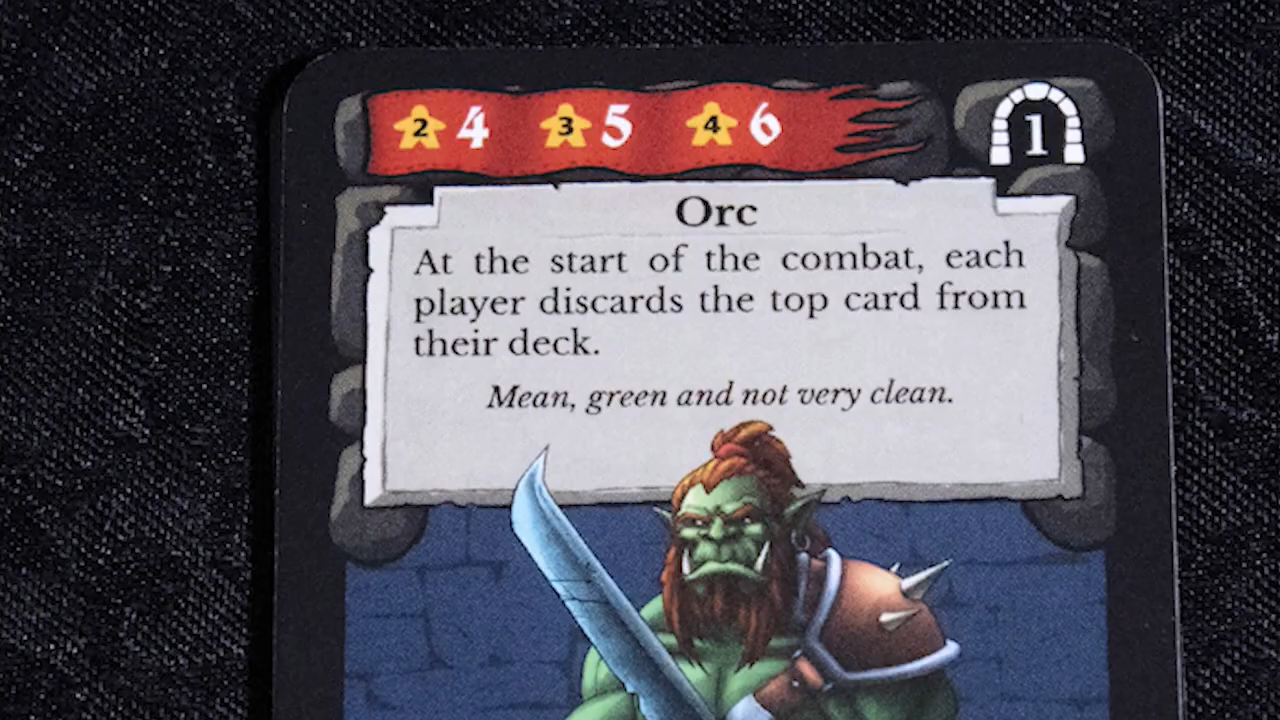 2 4 3 5 4 6 1
Orc
At the start of the combat, each
player discards the top card from
their deck.
Mean, green and not very clean.